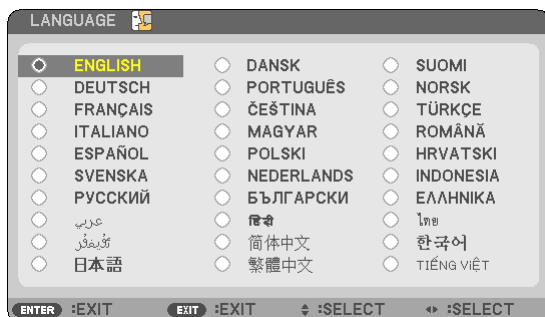 LANGUAGE
ENGLISH DANSK SUOMI
DEUTSCH PORTUGUÊS NORSK
FRANÇAIS ČEŠTINA TÜRKÇE
ITALIANO MAGYAR ROMÂNĂ
ESPAÑOL POLSKI HRVATSKI
SVENSKA NEDERLANDS INDONESIA
РУССКИЙ БЪЛГАРСКИ ΕΛΛΗΝΙΚΑ
عربي हिंदी ไทย
简体中文 한국어
日本語 繁體中文 TIẾNG VIỆT
ENTER :EXIT EXIT :EXIT :SELECT :SELECT